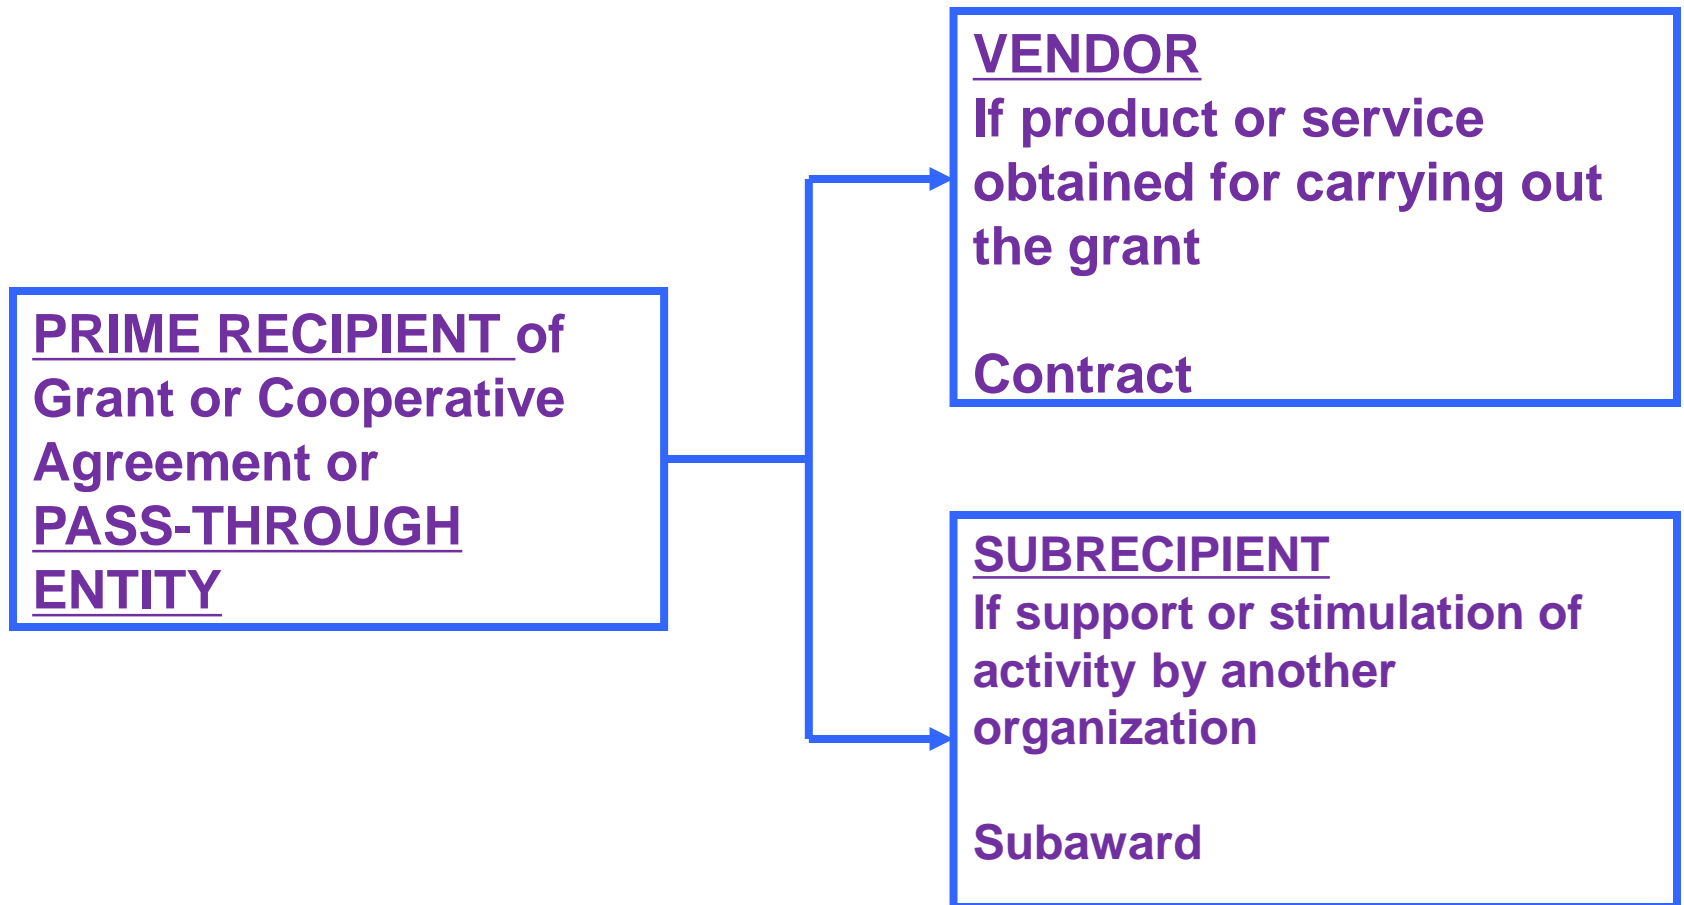 PRIME RECIPIENT of
Grant or Cooperative
Agreement or
PASS-THROUGH
ENTITY
VENDOR
If product or service
obtained for carrying out
the grant
Contract
SUBRECIPIENT
If support or stimulation of
activity by another
organization
Subaward